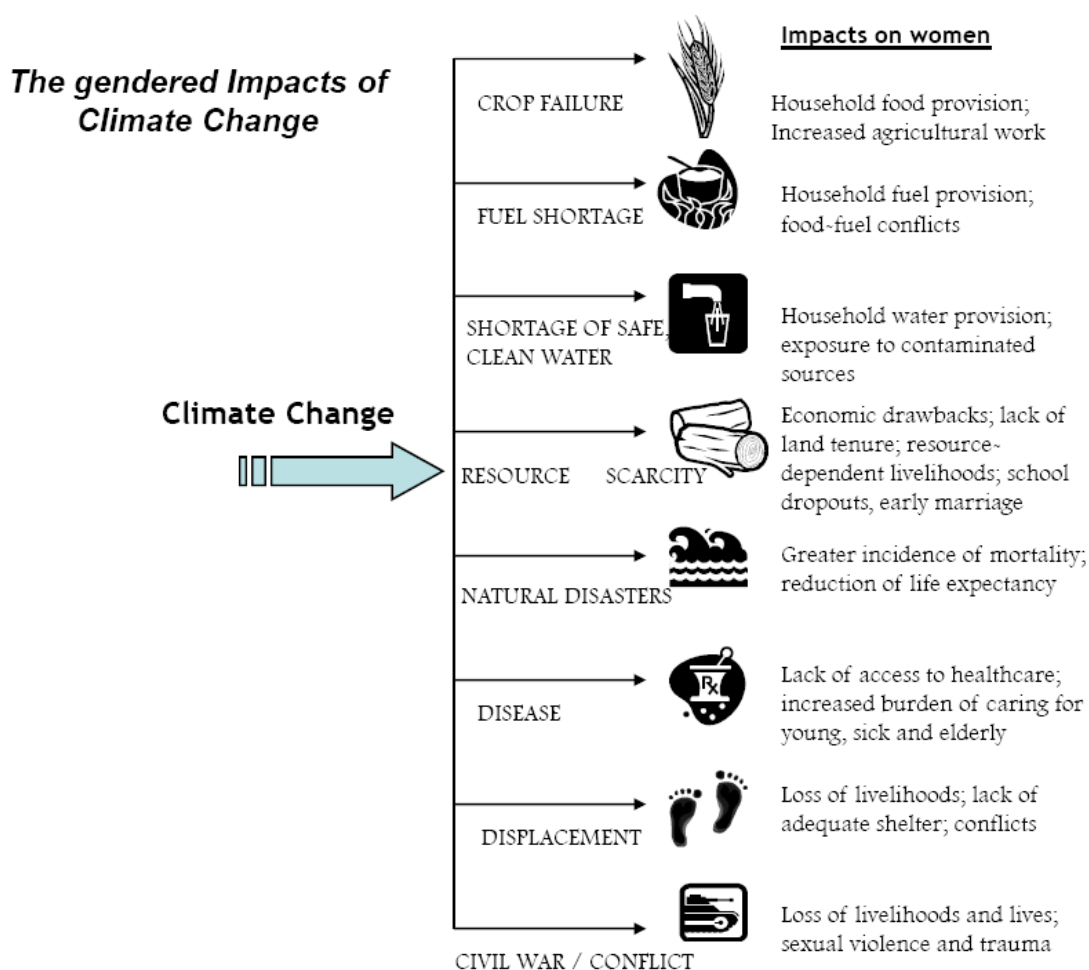 The gendered Impacts of
Climate Change
Impacts on women
CROP FAILURE
Household food provision;
Increased agricultural work
FUEL SHORTAGE
Household fuel provision;
food-fuel conflicts
SHORTAGE OF SAFE,
CLEAN WATER
Household water provision;
exposure to contaminated
sources
Climate Change
RESOURCE SCARCITY
Economic drawbacks; lack of
land tenure; resource-
dependent livelihoods; school
dropouts, early marriage
NATURAL DISASTERS
Greater incidence of mortality;
reduction of life expectancy
Rx
DISEASE
Lack of access to healthcare;
increased burden of caring for
young, sick and elderly
DISPLACEMENT
Loss of livelihoods; lack of
adequate shelter; conflicts
CIVIL WAR / CONFLICT
Loss of livelihoods and lives;
sexual violence and trauma